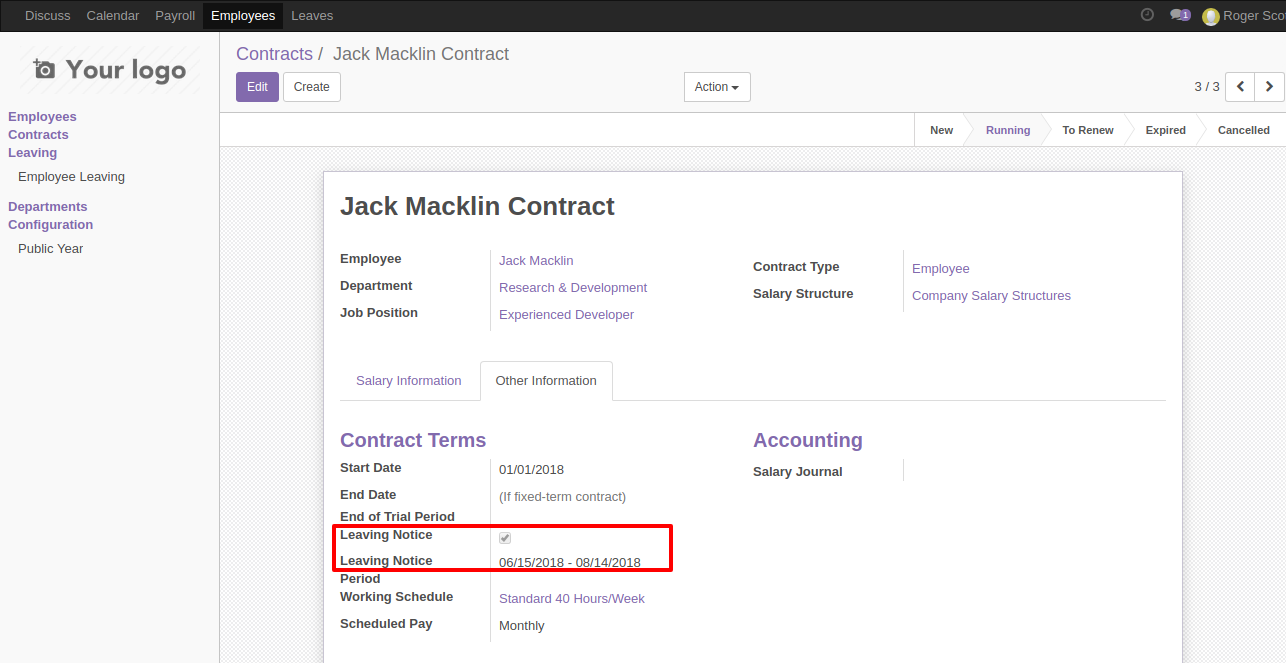 Discuss Calendar Payroll Employees Leaves 1 Roger Sco
Your logo
Employees
Contracts
Leaving
Employee Leaving
Departments
Configuration
Public Year
Contracts / Jack Macklin Contract
Edit Create Action 3 / 3
New Running To Renew Expired Cancelled
Jack Macklin Contract
Employee Jack Macklin
Department Research & Development
Job Position Experienced Developer
Contract Type Employee
Salary Structure Company Salary Structures
Salary Information Other Information
Contract Terms
Start Date 01/01/2018
End Date (If fixed-term contract)
End of Trial Period
Leaving Notice
Leaving Notice 06/15/2018 - 08/14/2018
Period
Working Schedule Standard 40 Hours/Week
Scheduled Pay Monthly
Accounting
Salary Journal